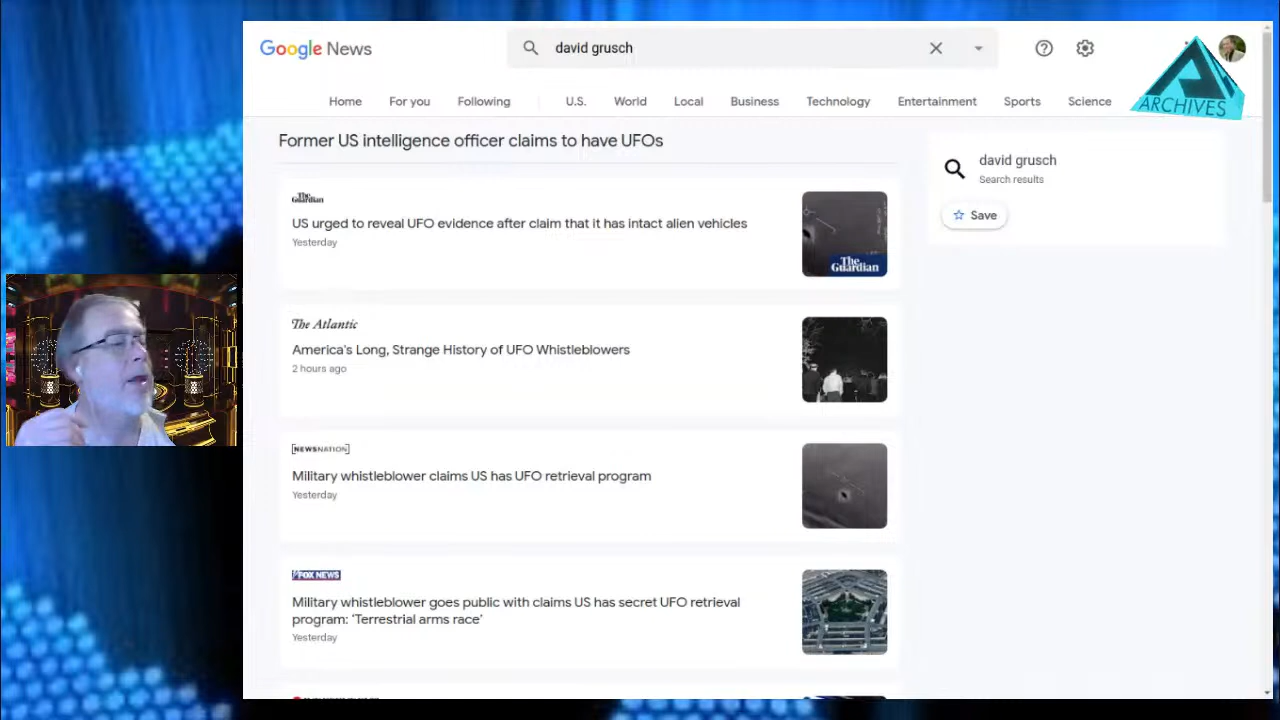 Google News
david grusch
ARCHIVES
Home
For you
Following
U.S.
World
Local
Business
Technology
Entertainment
Sports
Science
Former US intelligence officer claims to have UFOs
david grusch
Search results
Save
The Guardian
US urged to reveal UFO evidence after claim that it has intact alien vehicles
Yesterday
The
Guardian
The Atlantic
America's Long, Strange History of UFO Whistleblowers
2 hours ago
[NEWSNATION]
Military whistleblower claims US has UFO retrieval program
Yesterday
FOX NEWS
Military whistleblower goes public with claims US has secret UFO retrieval
program: ‘Terrestrial arms race’
Yesterday